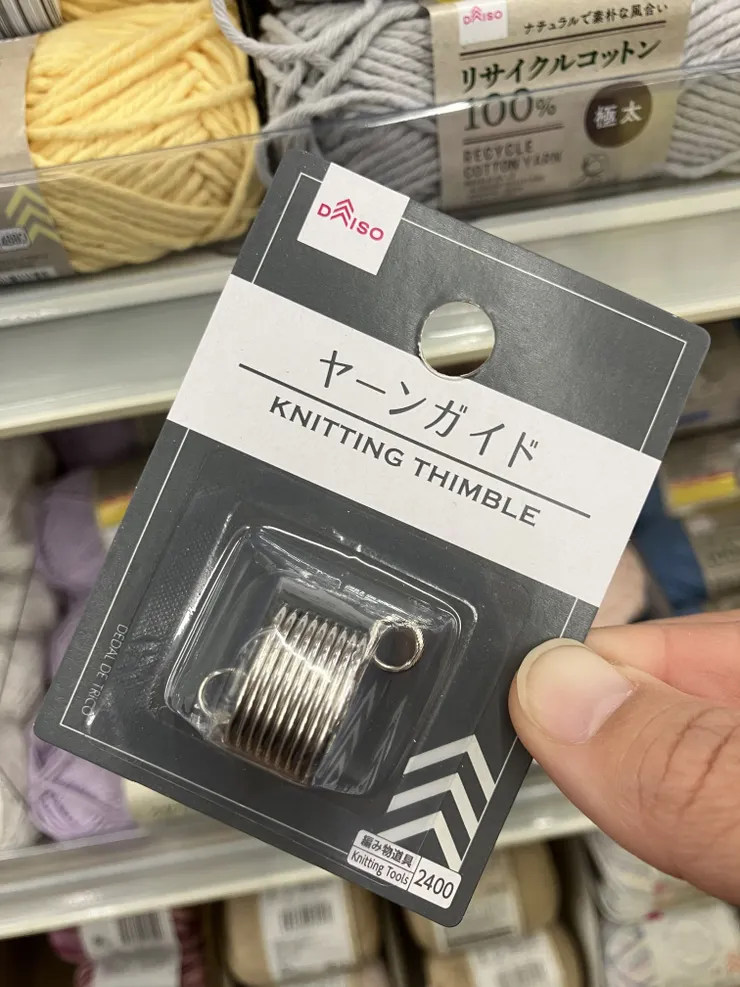 DAISO
ナチュラルで素朴な風合い
リサイクルコットン
100%
極太
RECYCLE
COTTON YARN
DAISO
ヤーンガイド
KNITTING THIMBLE
DEDAL DE TRICO
編み物道具
Knitting Tools
2400